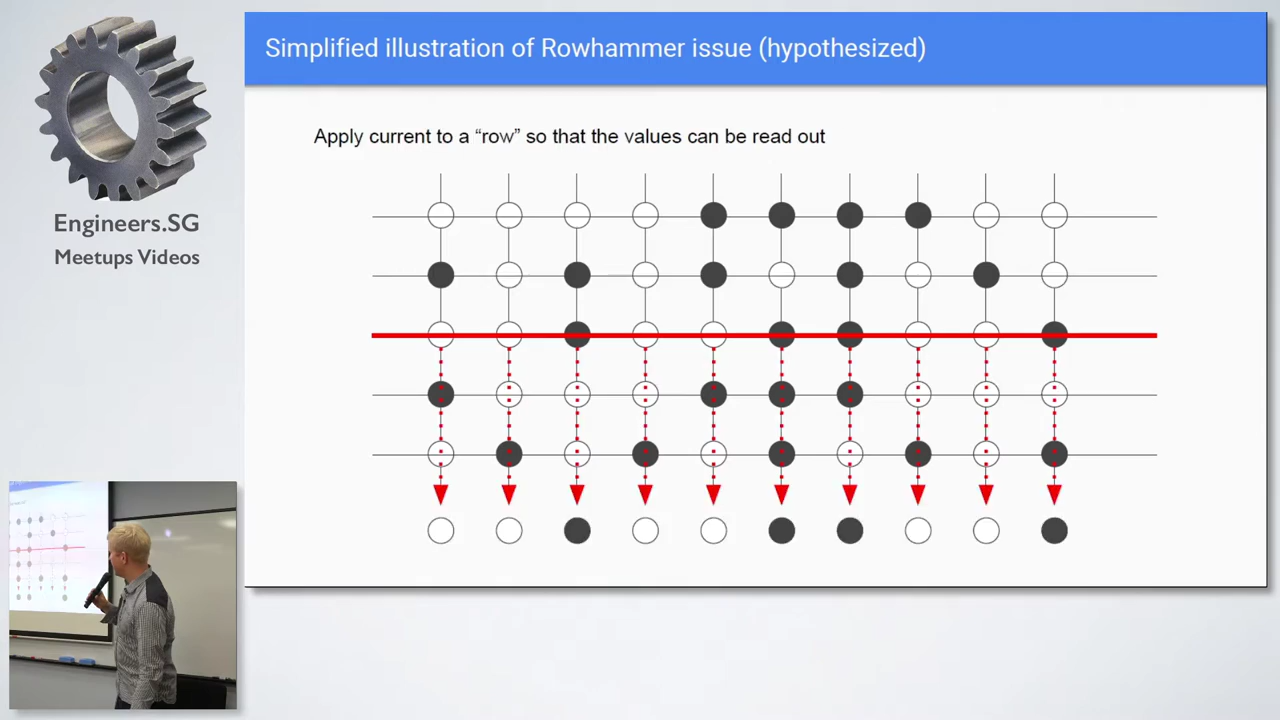 Simplified illustration of Rowhammer issue (hypothesized)
Apply current to a “row” so that the values can be read out
Engineers.SG
Meetups Videos